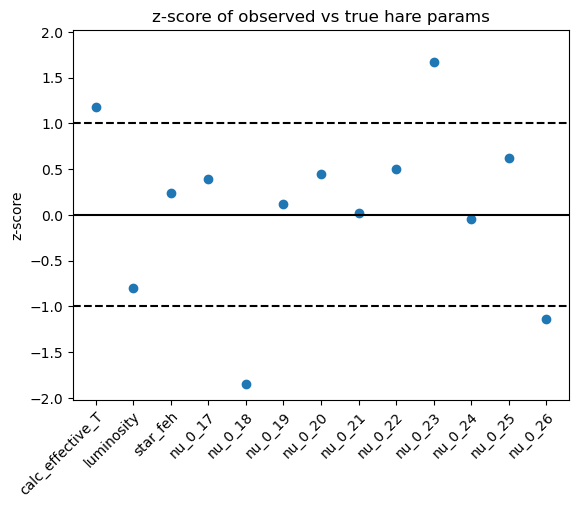 z-score of observed vs true hare params
z-score
2.0
1.5
1.0
0.5
0.0
−0.5
−1.0
−1.5
−2.0
calc_effective_T
luminosity
star_feh
nu_0_17
nu_0_18
nu_0_19
nu_0_20
nu_0_21
nu_0_22
nu_0_23
nu_0_24
nu_0_25
nu_0_26